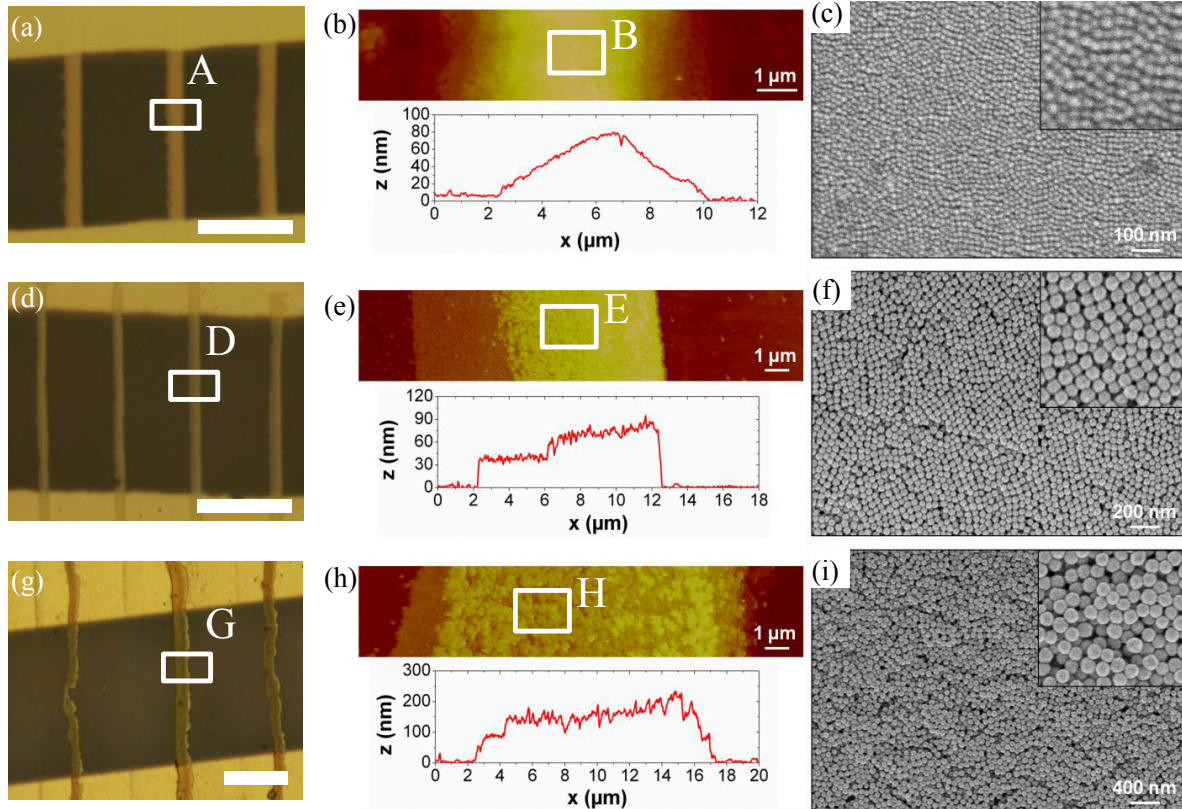 (a)
A
(b)
B
1 μm
z (nm)
100
80
60
40
20
0
0 2 4 6 8 10 12
x (μm)
(c)
100 nm
(d)
D
(e)
E
1 μm
z (nm)
120
90
60
30
0
0 2 4 6 8 10 12 14 16 18
x (μm)
(f)
200 nm
(g)
G
(h)
H
1 μm
z (nm)
300
200
100
0
0 2 4 6 8 10 12 14 16 18 20
x (μm)
(i)
400 nm